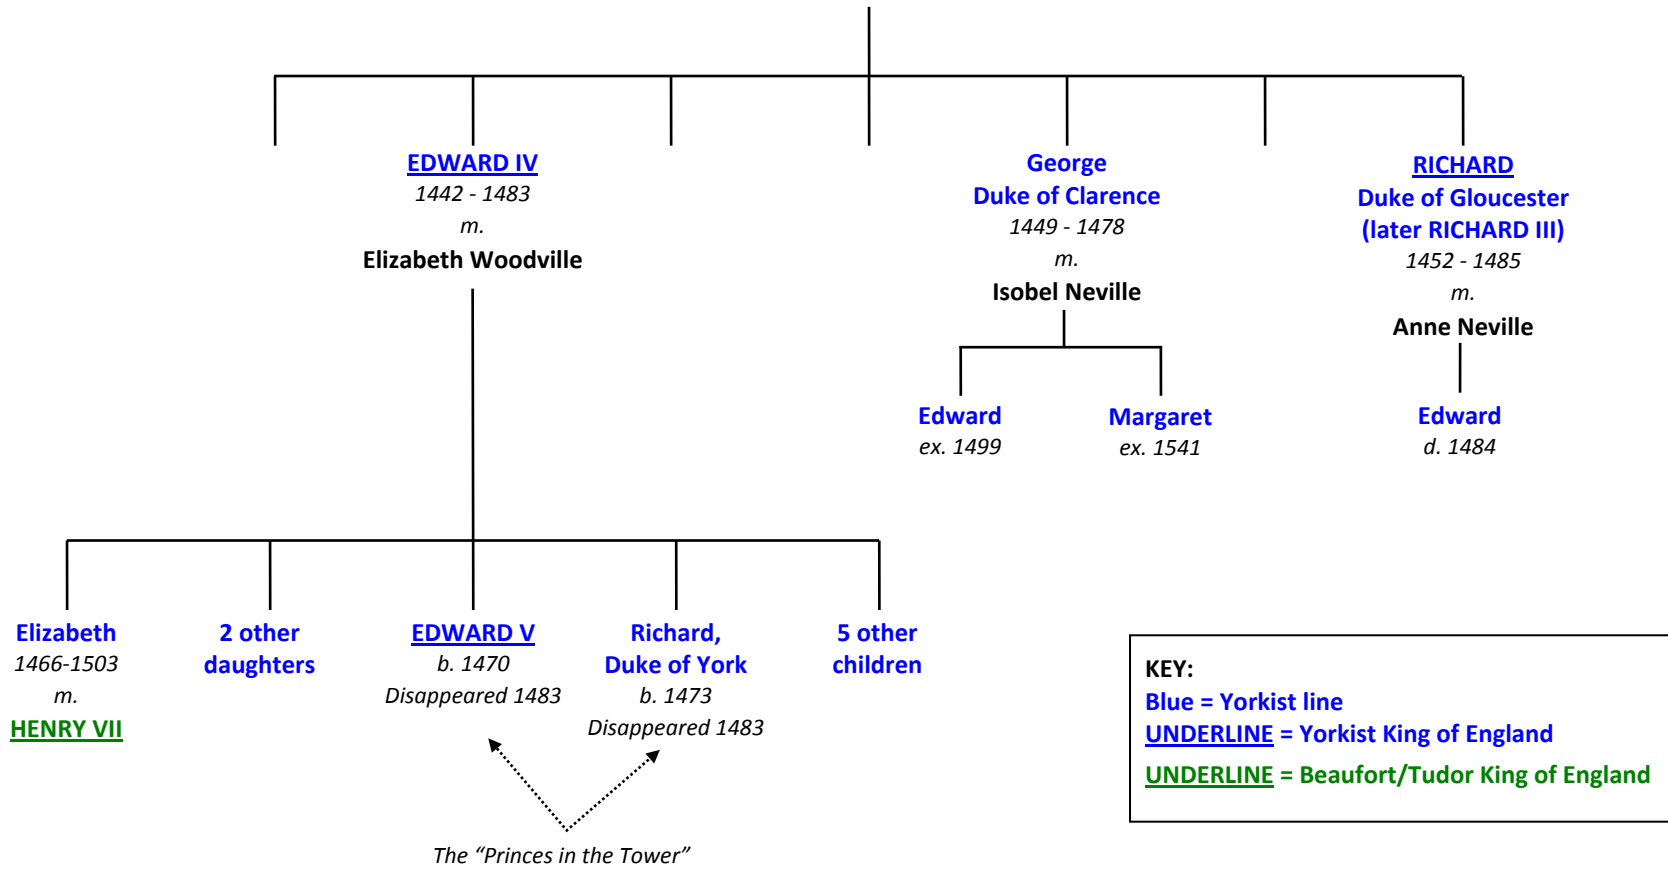 EDWARD IV
1442 - 1483
m.
Elizabeth Woodville
George
Duke of Clarence
1449 - 1478
m.
Isobel Neville
RICHARD
Duke of Gloucester
(later RICHARD III)
1452 - 1485
m.
Anne Neville
Edward
ex. 1499
Margaret
ex. 1541
Edward
d. 1484
Elizabeth
1466-1503
m.
HENRY VII
2 other
daughters
EDWARD V
b. 1470
Disappeared 1483
Richard,
Duke of York
b. 1473
Disappeared 1483
5 other
children
The “Princes in the Tower”
KEY:
Blue = Yorkist line
UNDERLINE = Yorkist King of England
UNDERLINE = Beaufort/Tudor King of England